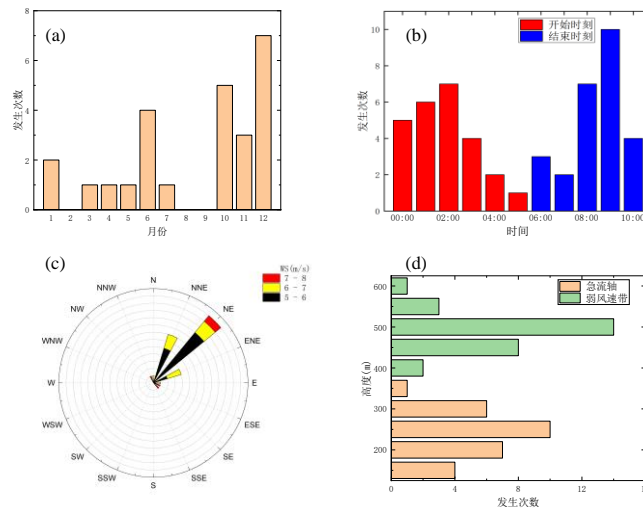 (a)
8
6
4
2
0
发生次数
1 2 3 4 5 6 7 8 9 10 11 12
月份
(b)
开始时刻
结束时刻
10
8
6
4
2
0
发生次数
00:00 02:00 04:00 06:00 08:00 10:00
时间
(c)
WS(m/s)
7 - 8
6 - 7
5 - 6
N
NNW NNE
NW NE
WNW ENE
W E
WSW ESE
SW SE
SSW SSE
S
(d)
急流轴
弱风速带
600
500
400
300
200
高度(m)
0 4 8 12
发生次数